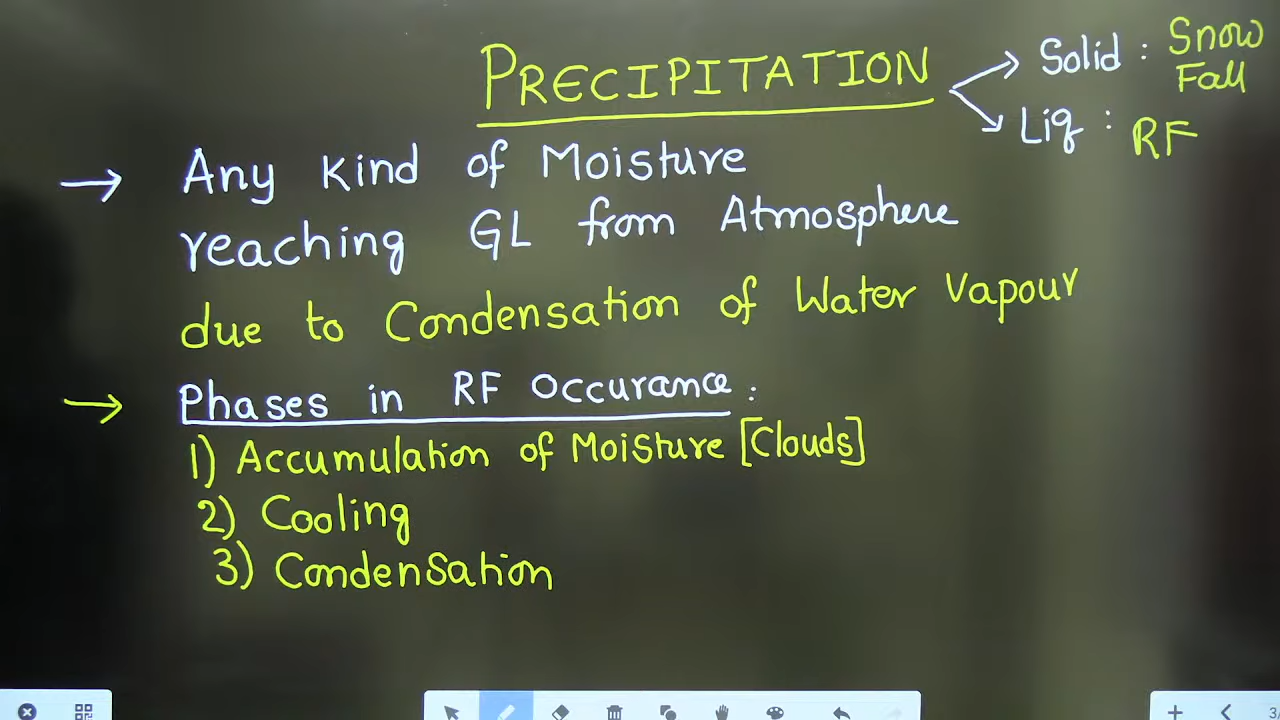 PRECIPITATION
Solid : Snow Fall
Liq : RF
→ Any Kind of Moisture
reaching GL from Atmosphere
due to Condensation of Water Vapour
→ Phases in RF Occurance :
1) Accumulation of Moisture [Clouds]
2) Cooling
3) Condensation
3